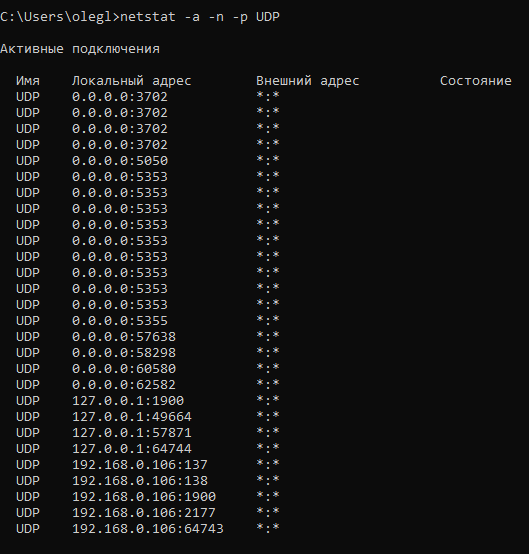 C:\Users\olegl>netstat -a -n -p UDP
Активные подключения
Имя Локальный адрес Внешний адрес Состояние
UDP 0.0.0.0:3702 *:*
UDP 0.0.0.0:3702 *:*
UDP 0.0.0.0:3702 *:*
UDP 0.0.0.0:3702 *:*
UDP 0.0.0.0:5050 *:*
UDP 0.0.0.0:5353 *:*
UDP 0.0.0.0:5353 *:*
UDP 0.0.0.0:5353 *:*
UDP 0.0.0.0:5353 *:*
UDP 0.0.0.0:5353 *:*
UDP 0.0.0.0:5353 *:*
UDP 0.0.0.0:5353 *:*
UDP 0.0.0.0:5353 *:*
UDP 0.0.0.0:5353 *:*
UDP 0.0.0.0:5355 *:*
UDP 0.0.0.0:57638 *:*
UDP 0.0.0.0:58298 *:*
UDP 0.0.0.0:60580 *:*
UDP 0.0.0.0:62582 *:*
UDP 127.0.0.1:1900 *:*
UDP 127.0.0.1:49664 *:*
UDP 127.0.0.1:57871 *:*
UDP 127.0.0.1:64744 *:*
UDP 192.168.0.106:137 *:*
UDP 192.168.0.106:138 *:*
UDP 192.168.0.106:1900 *:*
UDP 192.168.0.106:2177 *:*
UDP 192.168.0.106:64743 *:*